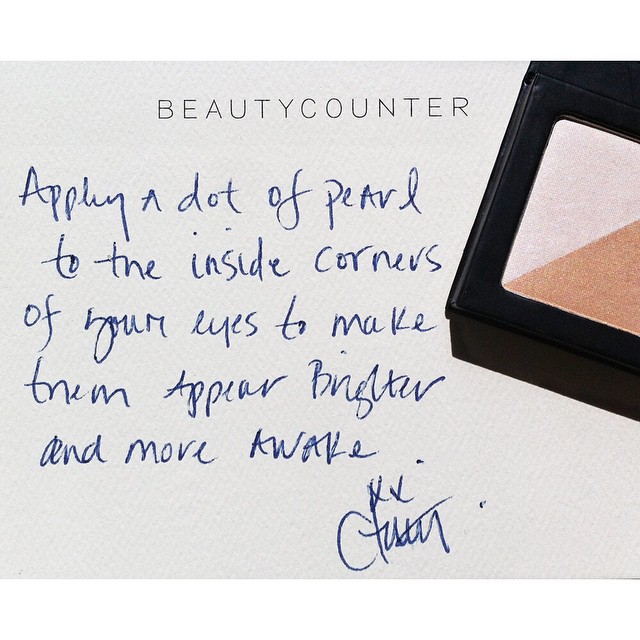 BEAUTYCOUNTER
Apply A dot of peArl
to the inside corners
of your eyes to make
them Appear Brighter
and more AWAKE.
xx.